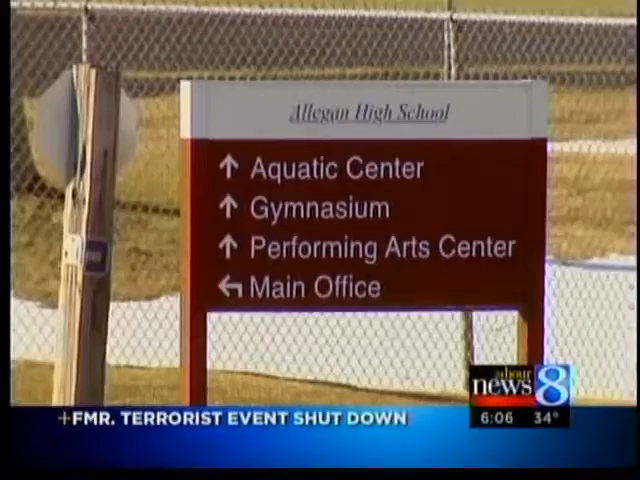 Allegan High School
↑ Aquatic Center
↑ Gymnasium
↑ Performing Arts Center
↰ Main Office
24hour
news 8
+FMR. TERRORIST EVENT SHUT DOWN
6:06 34°